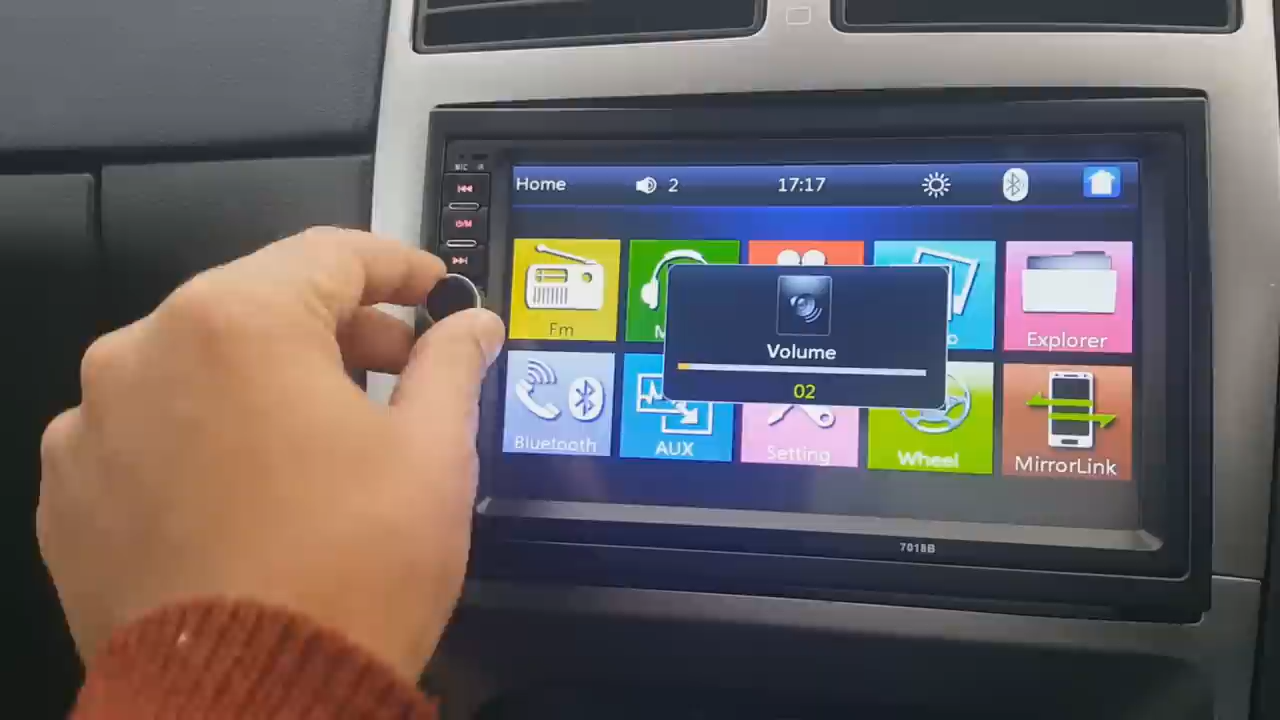 MIC
Home
2
17:17
Fm
Explorer
Volume
02
Bluetooth
AUX
Setting
Wheel
MirrorLink
7018B